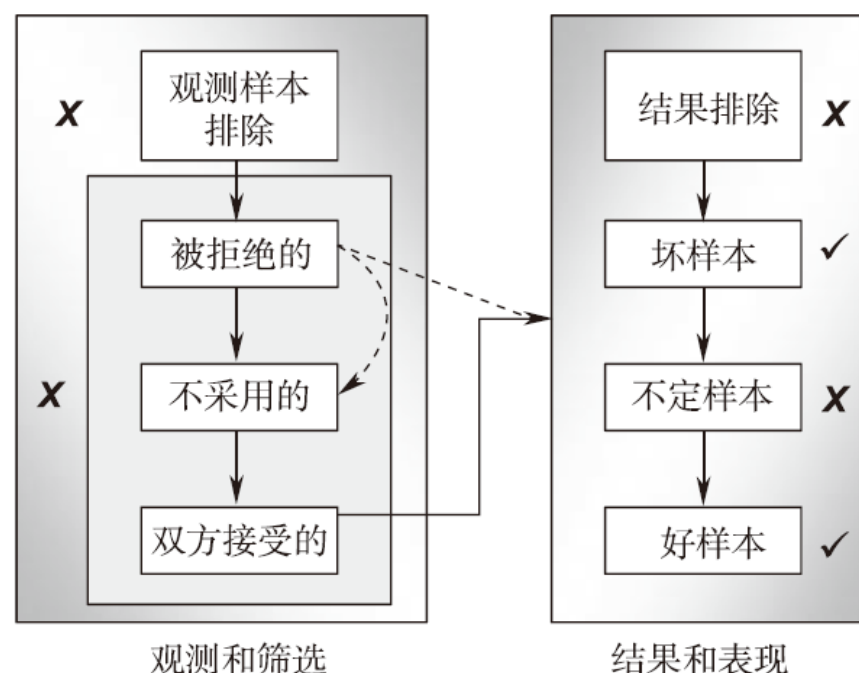 观测样本
排除
X
被拒绝的
不采用的
X
双方接受的
观测和筛选
结果排除
X
坏样本
✓
不定样本
X
好样本
✓
结果和表现